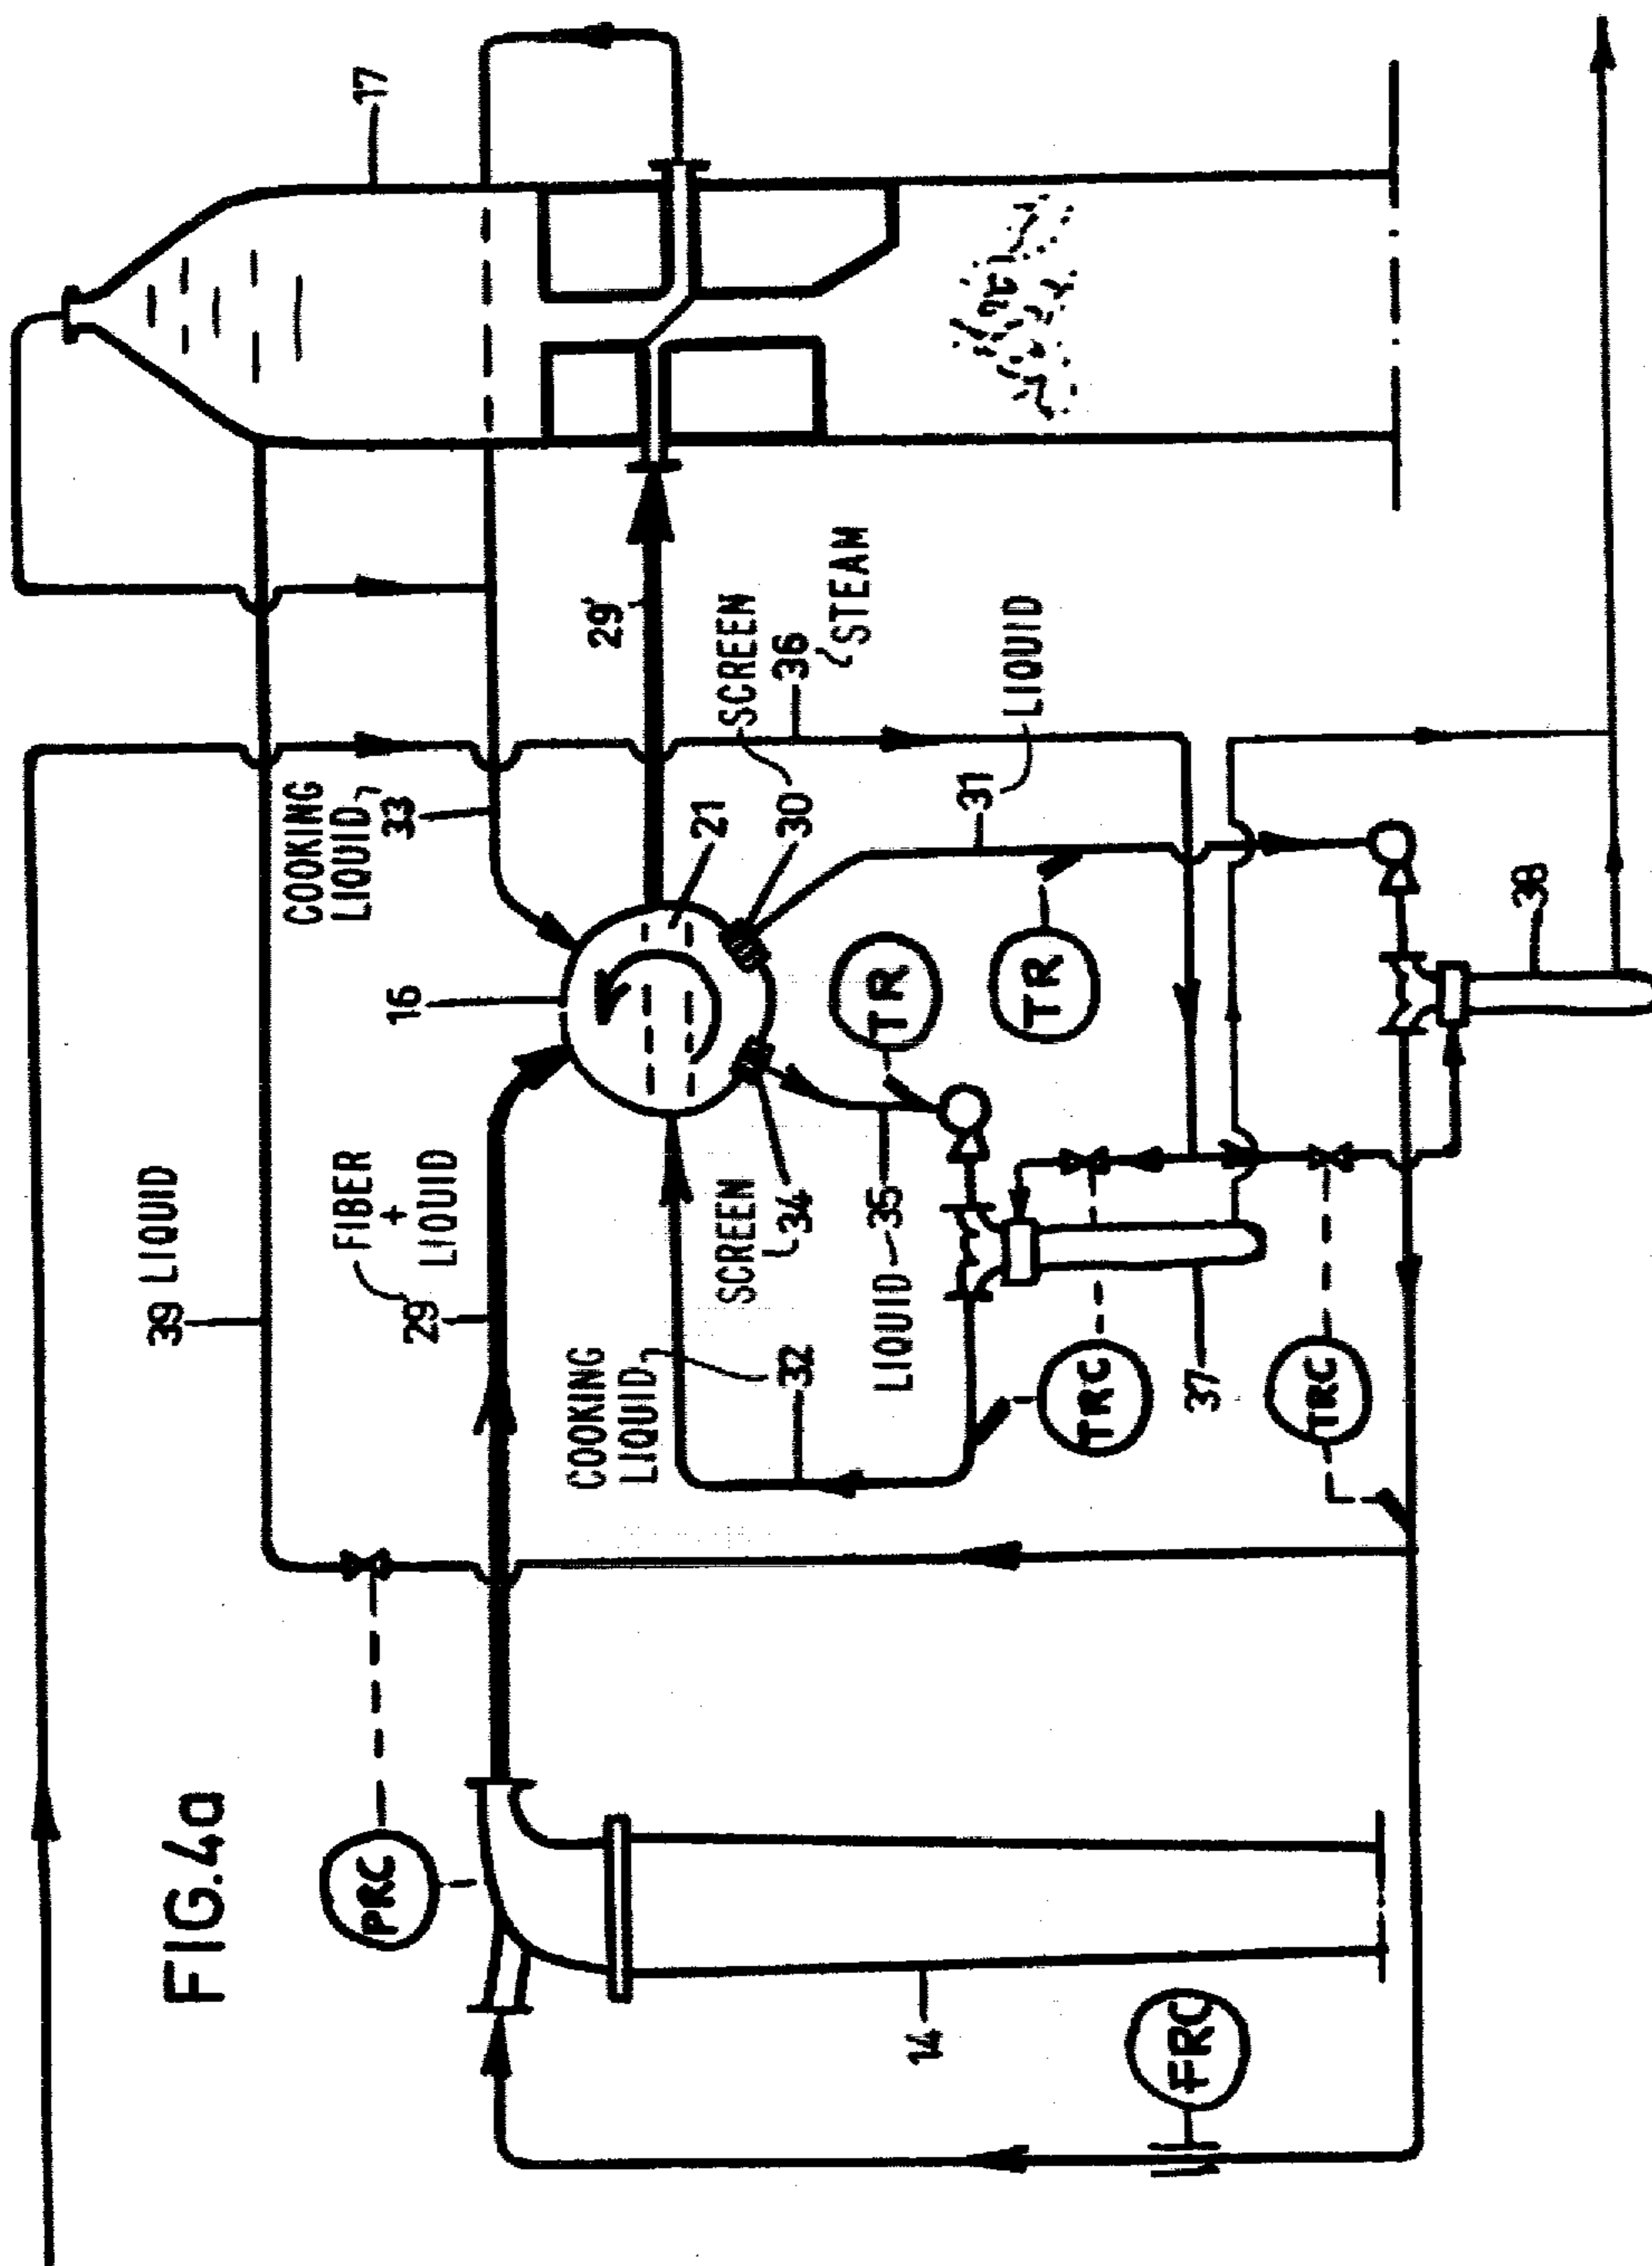 FIG.4a
17
39 LIQUID
COOKING
LIQUID
33
16
FIBER
+
LIQUID
29
29'
SCREEN
30
36
STEAM
21
31
LIQUID
SCREEN
34
TR
TR
COOKING
LIQUID
32
LIQUID
35
TRC
37
TRC
38
PRC
14
FRC